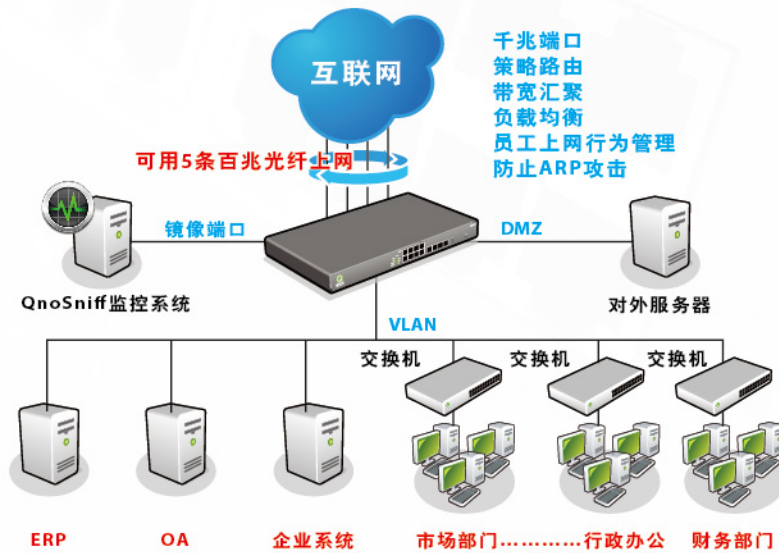 互联网
千兆端口
策略路由
带宽汇聚
负载均衡
员工上网行为管理
防止ARP攻击
可用5条百兆光纤上网
镜像端口
DMZ
QnoSniff监控系统
对外服务器
VLAN
交换机 交换机 交换机
ERP OA 企业系统 市场部门…………行政办公 财务部门